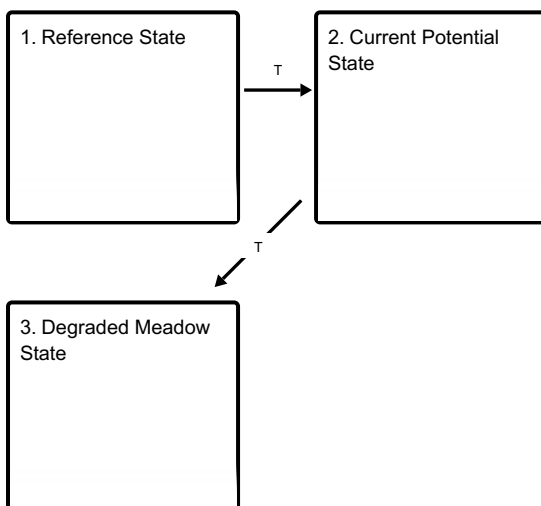 1. Reference State
T
2. Current Potential
State
T
3. Degraded Meadow
State